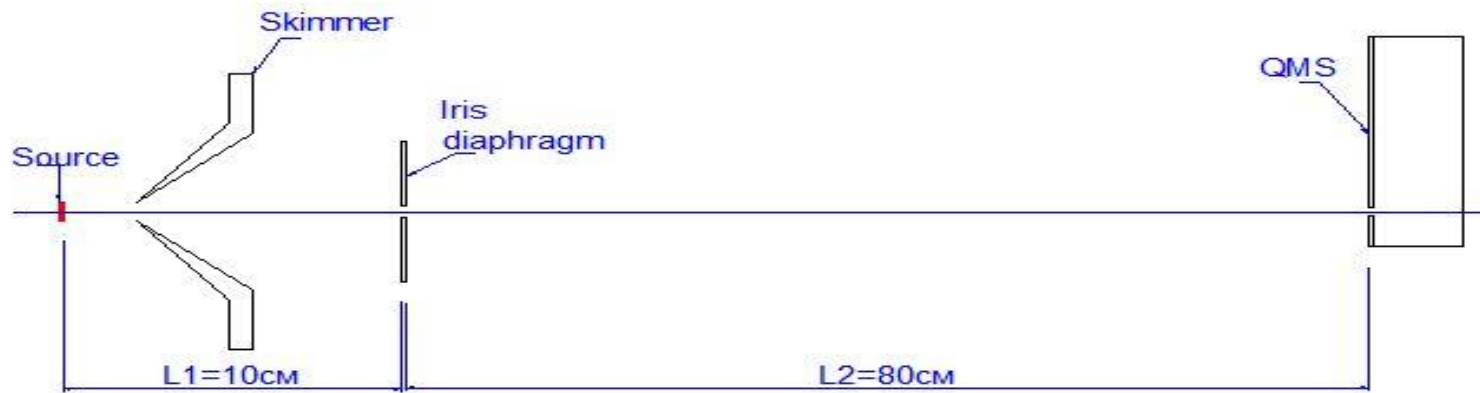 Skimmer
QMS
Iris
diaphragm
Source
L1=10см
L2=80см